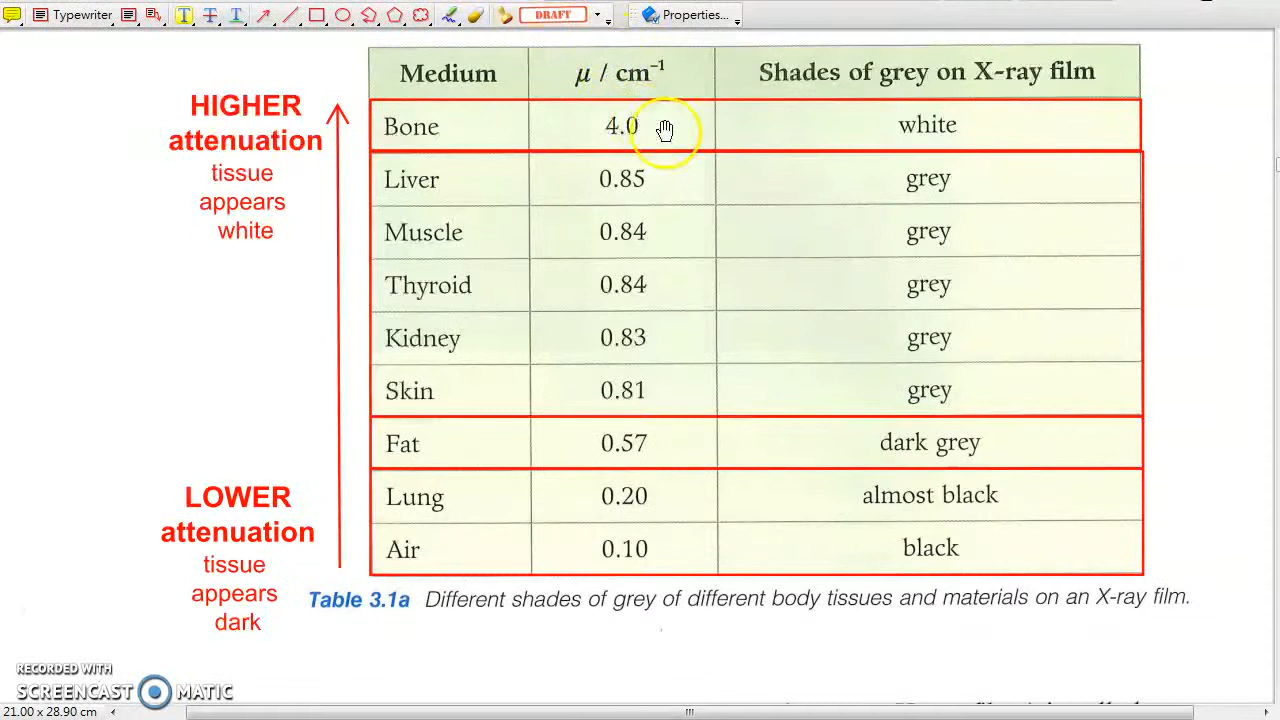 Typewriter
DRAFT
Properties...
Medium μ / cm⁻¹ Shades of grey on X-ray film
HIGHER
attenuation
tissue
appears
white
Bone 4.0 white
Liver 0.85 grey
Muscle 0.84 grey
Thyroid 0.84 grey
Kidney 0.83 grey
Skin 0.81 grey
Fat 0.57 dark grey
Lung 0.20 almost black
Air 0.10 black
LOWER
attenuation
tissue
appears
dark
Table 3.1a Different shades of grey of different body tissues and materials on an X-ray film.
RECORDED WITH
SCREENCAST MATIC
21.00 x 28.90 cm